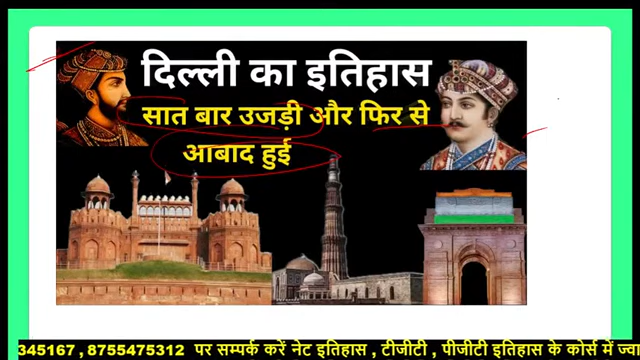 दिल्ली का इतिहास
सात बार उजड़ी और फिर से
आबाद हुई
345167 , 8755475312 पर सम्पर्क करें नेट इतिहास , टीजीटी , पीजीटी इतिहास के कोर्स में ज्वा